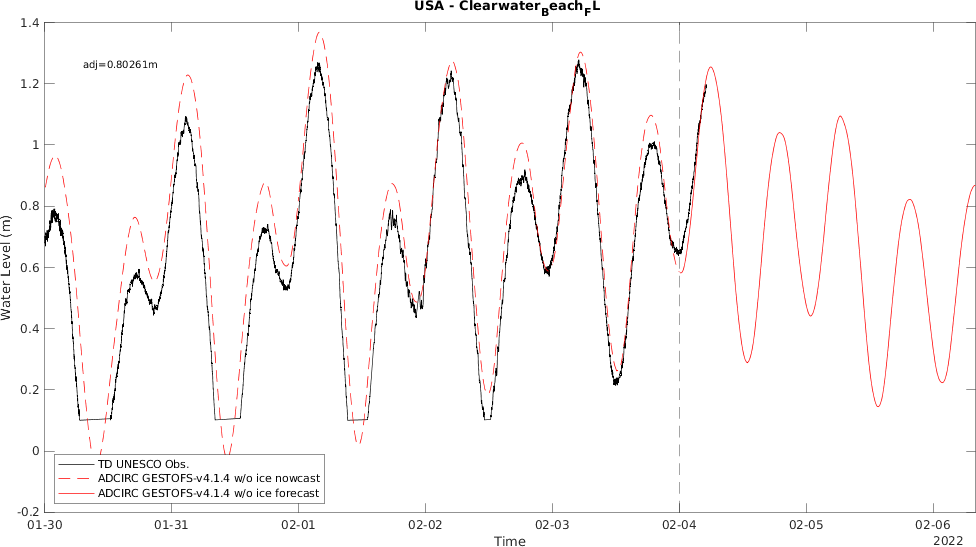 USA - Clearwater_Beach_FL
1.4
adj=0.80261m
1.2
1
0.8
0.6
0.4
0.2
0
-0.2
Water Level (m)
TD UNESCO Obs.
ADCIRC GESTOFS-v4.1.4 w/o ice nowcast
ADCIRC GESTOFS-v4.1.4 w/o ice forecast
01-30 01-31 02-01 02-02 02-03 02-04 02-05 02-06
Time 2022